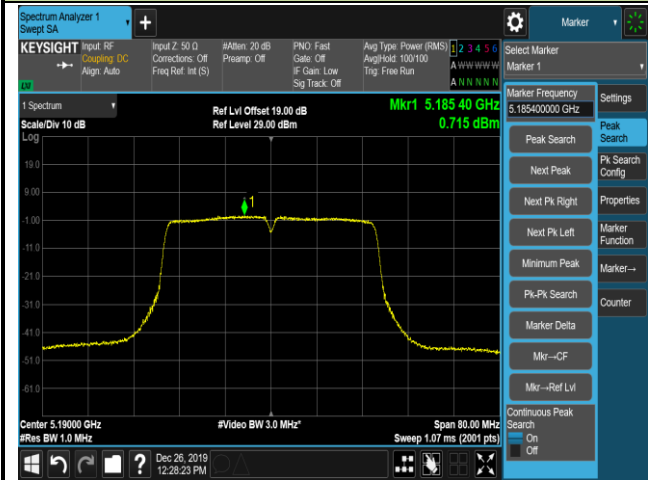 Spectrum Analyzer 1
Swept SA
+
Marker
KEYSIGHT
Input: RF
Coupling: DC
Align: Auto
Input Z: 50 Ω
Corrections: Off
Freq Ref: Int (S)
#Atten: 20 dB
Preamp: Off
PNO: Fast
Gate: Off
IF Gain: Low
Sig Track: Off
Avg Type: Power (RMS)
Avg|Hold: 100/100
Trig: Free Run
1 2 3 4 5 6
A W W W W W
A N N N N N
Select Marker
Marker 1
1 Spectrum
Scale/Div 10 dB
Log
Ref Lvl Offset 19.00 dB
Ref Level 29.00 dBm
Mkr1 5.185 40 GHz
0.715 dBm
19.0
9.00
-1.00
-11.0
-21.0
-31.0
-41.0
-51.0
-61.0
1
Center 5.19000 GHz
#Res BW 1.0 MHz
#Video BW 3.0 MHz*
Span 80.00 MHz
Sweep 1.07 ms (2001 pts)
Marker Frequency
5.185400000 GHz
Peak Search
Next Peak
Next Pk Right
Next Pk Left
Minimum Peak
Pk-Pk Search
Marker Delta
Mkr→CF
Mkr→Ref Lvl
Continuous Peak
Search
On
Off
Settings
Peak
Search
Pk Search
Config
Properties
Marker
Function
Marker→
Counter
?
Dec 26, 2019
12:28:23 PM